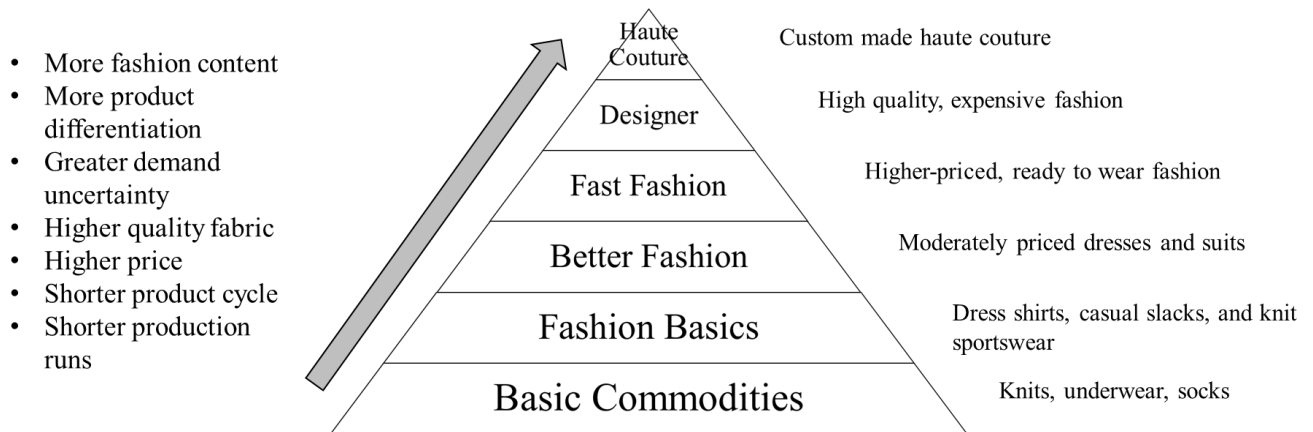 • More fashion content
• More product
differentiation
• Greater demand
uncertainty
• Higher quality fabric
• Higher price
• Shorter product cycle
• Shorter production
runs
Haute
Couture
Designer
Fast Fashion
Better Fashion
Fashion Basics
Basic Commodities
Custom made haute couture
High quality, expensive fashion
Higher-priced, ready to wear fashion
Moderately priced dresses and suits
Dress shirts, casual slacks, and knit
sportswear
Knits, underwear, socks